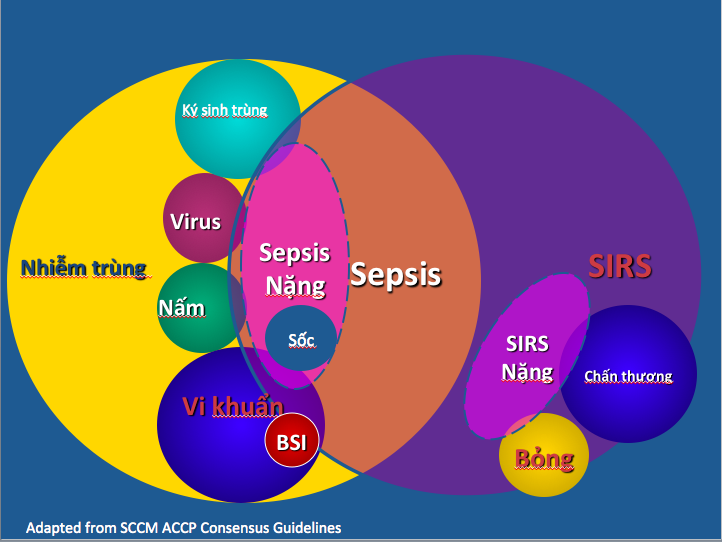 Ký sinh trùng
Virus
Nhiễm trùng
Nấm
Vi khuẩn
BSI
Sepsis
Nặng
Sốc
Sepsis
SIRS
SIRS
Nặng
Chấn thương
Bỏng
Adapted from SCCM ACCP Consensus Guidelines